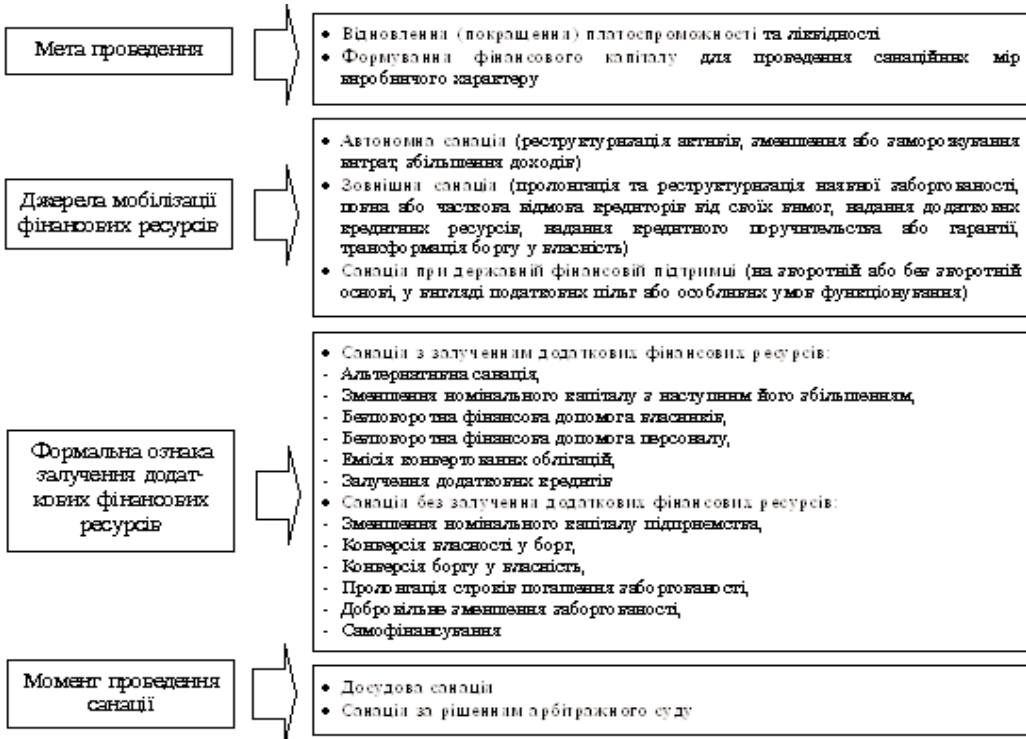 Мета проведення
● Відновлення (покращення) платоспроможності та ліквідності
● Формування фінансового капіталу для проведення санаційних мір
виробничого характеру
Джерела мобілізації
фінансових ресурсів
● Автономна санація (реструктуризація активів, зменшення або заморожування
витрат, збільшення доходів)
● Зовнішня санація (пролонгація та реструктуризація наявної заборгованості,
повна або часткова відмова кредиторів від своїх вимог, надання додаткових
кредитних ресурсів, надання кредитного поручительства або гарантії,
трансформація боргу у власність)
● Санація при державній фінансовій підтримці (на зворотній або без зворотній
основі, у вигляді податкових пільг або особливих умов функціонування)
Формальна ознака
залучення додат-
кових фінансових
ресурсів
● Санація з залученням додаткових фінансових ресурсів:
- Альтернативна санація,
- Зменшення номінального капіталу з наступним його збільшенням,
- Безповоротна фінансова допомога власників,
- Безповоротна фінансова допомога персоналу,
- Емісія конвертованих облігацій,
- Залучення додаткових кредитів
● Санація без залучення додаткових фінансових ресурсів:
- Зменшення номінального капіталу підприємства,
- Конверсія власності у борг,
- Конверсія боргу у власність,
- Пролонгація строків погашення заборгованості,
- Добровільне зменшення заборгованості,
- Самофінансування
Момент проведення
санації
● Досудова санація
● Санація за рішенням арбітражного суду